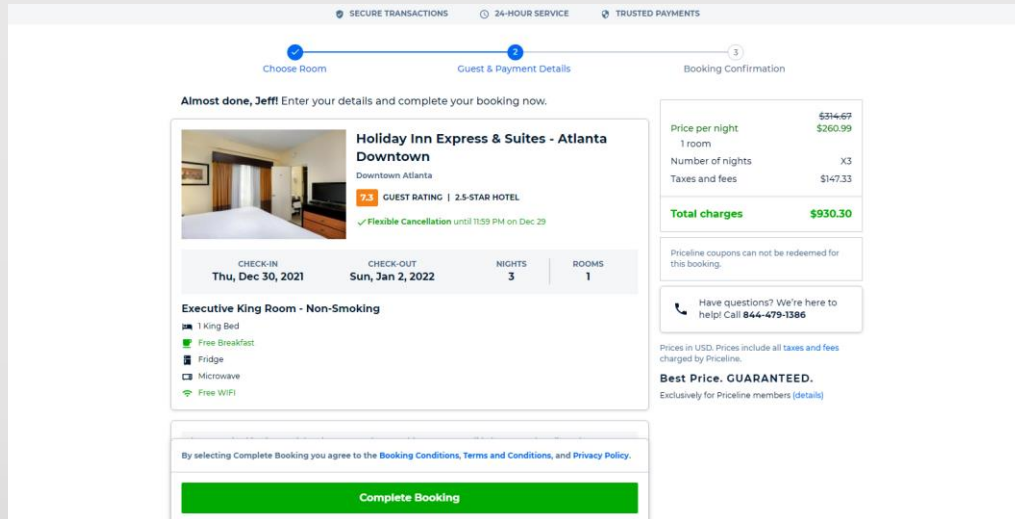 SECURE TRANSACTIONS 24-HOUR SERVICE TRUSTED PAYMENTS
2 3
Choose Room Guest & Payment Details Booking Confirmation
Almost done, Jeff! Enter your details and complete your booking now.
Holiday Inn Express & Suites - Atlanta
Downtown
Downtown Atlanta
7.3 GUEST RATING | 2.5-STAR HOTEL
Flexible Cancellation until 11:59 PM on Dec 29
CHECK-IN CHECK-OUT NIGHTS ROOMS
Thu, Dec 30, 2021 Sun, Jan 2, 2022 3 1
Executive King Room - Non-Smoking
1 King Bed
Free Breakfast
Fridge
Microwave
Free WIFI
By selecting Complete Booking you agree to the Booking Conditions, Terms and Conditions, and Privacy Policy.
Complete Booking
$314.67
Price per night $260.99
1 room
Number of nights X3
Taxes and fees $147.33
Total charges $930.30
Priceline coupons can not be redeemed for
this booking.
Have questions? We're here to
help! Call 844-479-1386
Prices in USD. Prices include all taxes and fees
charged by Priceline.
Best Price. GUARANTEED.
Exclusively for Priceline members (details)